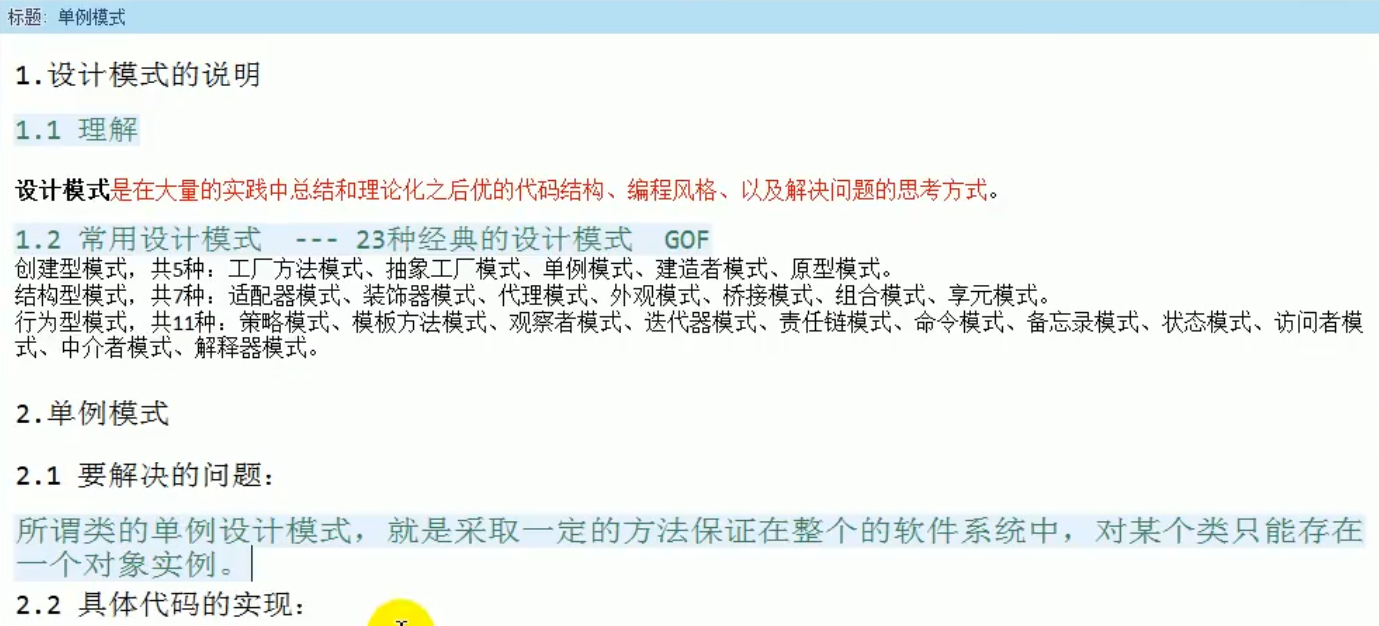 标题: 单例模式
1.设计模式的说明
1.1 理解
设计模式是在大量的实践中总结和理论化之后优的代码结构、编程风格、以及解决问题的思考方式。
1.2 常用设计模式 --- 23种经典的设计模式 GOF
创建型模式，共5种：工厂方法模式、抽象工厂模式、单例模式、建造者模式、原型模式。
结构型模式，共7种：适配器模式、装饰器模式、代理模式、外观模式、桥接模式、组合模式、享元模式。
行为型模式，共11种：策略模式、模板方法模式、观察者模式、迭代器模式、责任链模式、命令模式、备忘录模式、状态模式、访问者模
式、中介者模式、解释器模式。
2.单例模式
2.1 要解决的问题：
所谓类的单例设计模式，就是采取一定的方法保证在整个的软件系统中，对某个类只能存在
一个对象实例。
2.2 具体代码的实现：